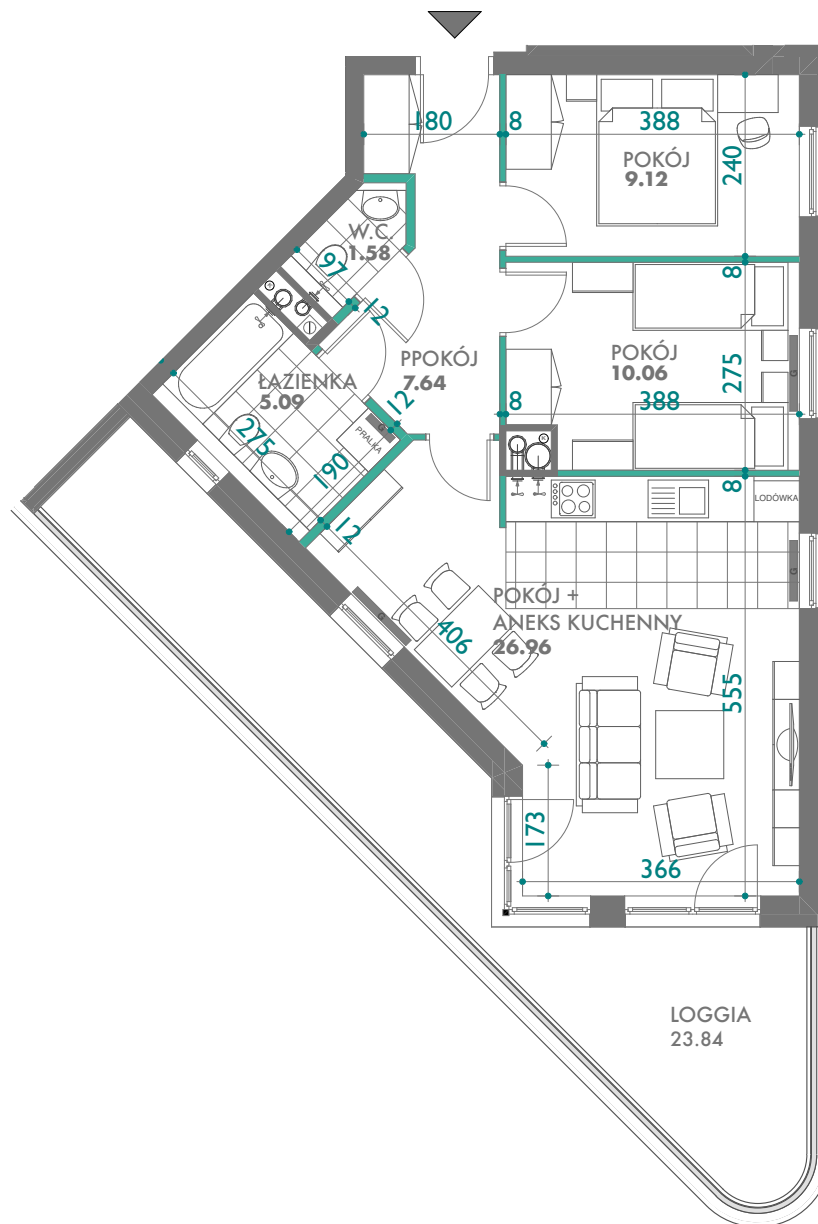 180
8
388
POKÓJ
9.12
240
W.C.
1.58
97
12
8
PPOKÓJ
7.64
POKÓJ
10.06
275
G
ŁAZIENKA
5.09
12
8
388
275
G
PRALKA
190
12
8
LODÓWKA
G
G
POKÓJ +
ANEKS KUCHENNY
26.96
406
555
173
366
LOGGIA
23.84